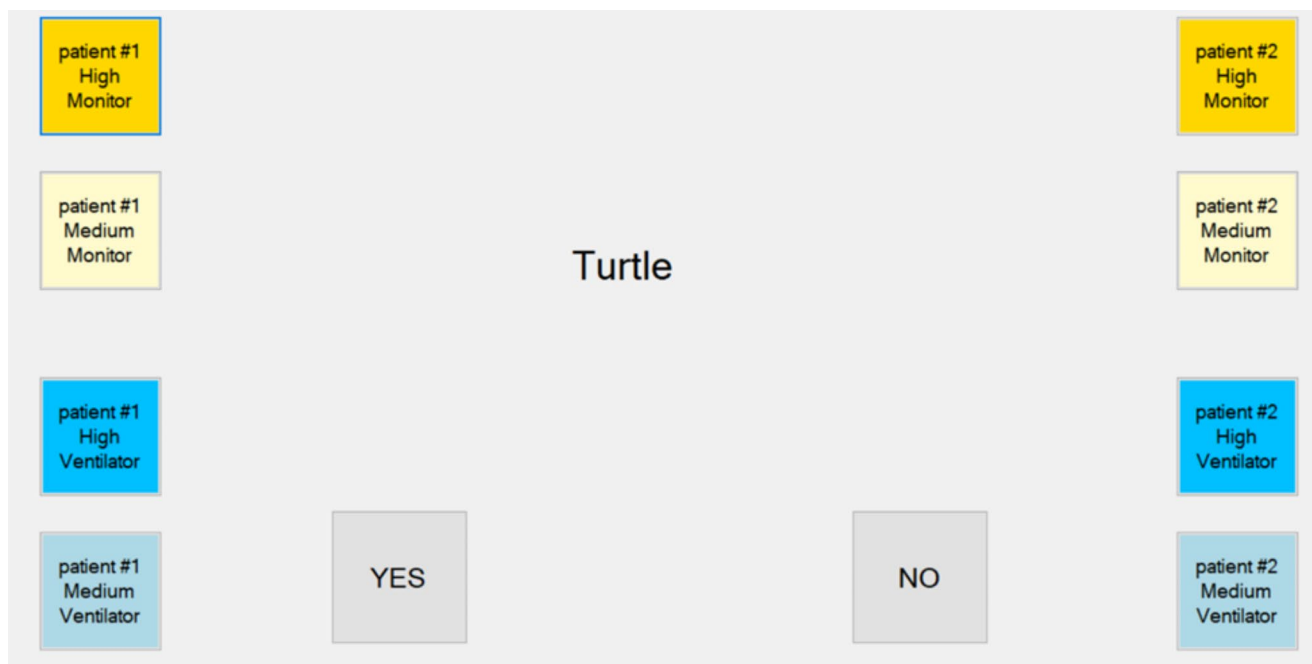 patient #1
High
Monitor
patient #2
High
Monitor
patient #1
Medium
Monitor
patient #2
Medium
Monitor
Turtle
patient #1
High
Ventilator
patient #2
High
Ventilator
patient #1
Medium
Ventilator
YES
NO
patient #2
Medium
Ventilator